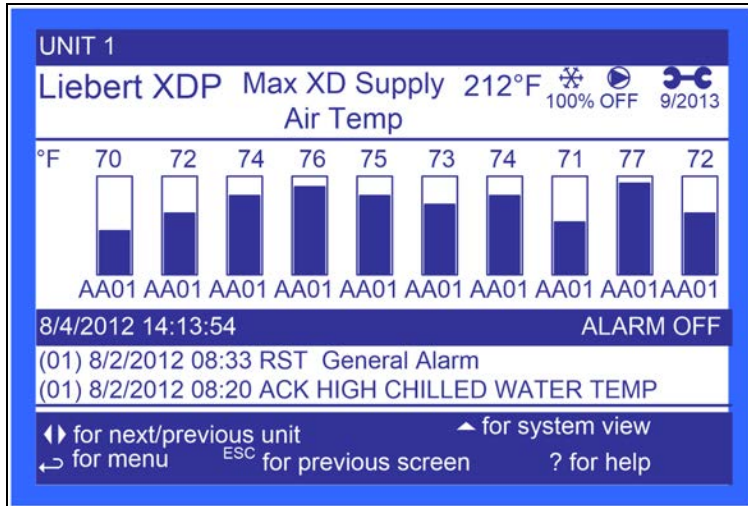 UNIT 1
Liebert XDP Max XD Supply Air Temp 212°F 100% OFF 9/2013
°F 70 72 74 76 75 73 74 71 77 72
AA01 AA01 AA01 AA01 AA01 AA01 AA01 AA01 AA01 AA01
8/4/2012 14:13:54 ALARM OFF
(01) 8/2/2012 08:33 RST General Alarm
(01) 8/2/2012 08:20 ACK HIGH CHILLED WATER TEMP
for next/previous unit for system view
for menu ESC for previous screen ? for help